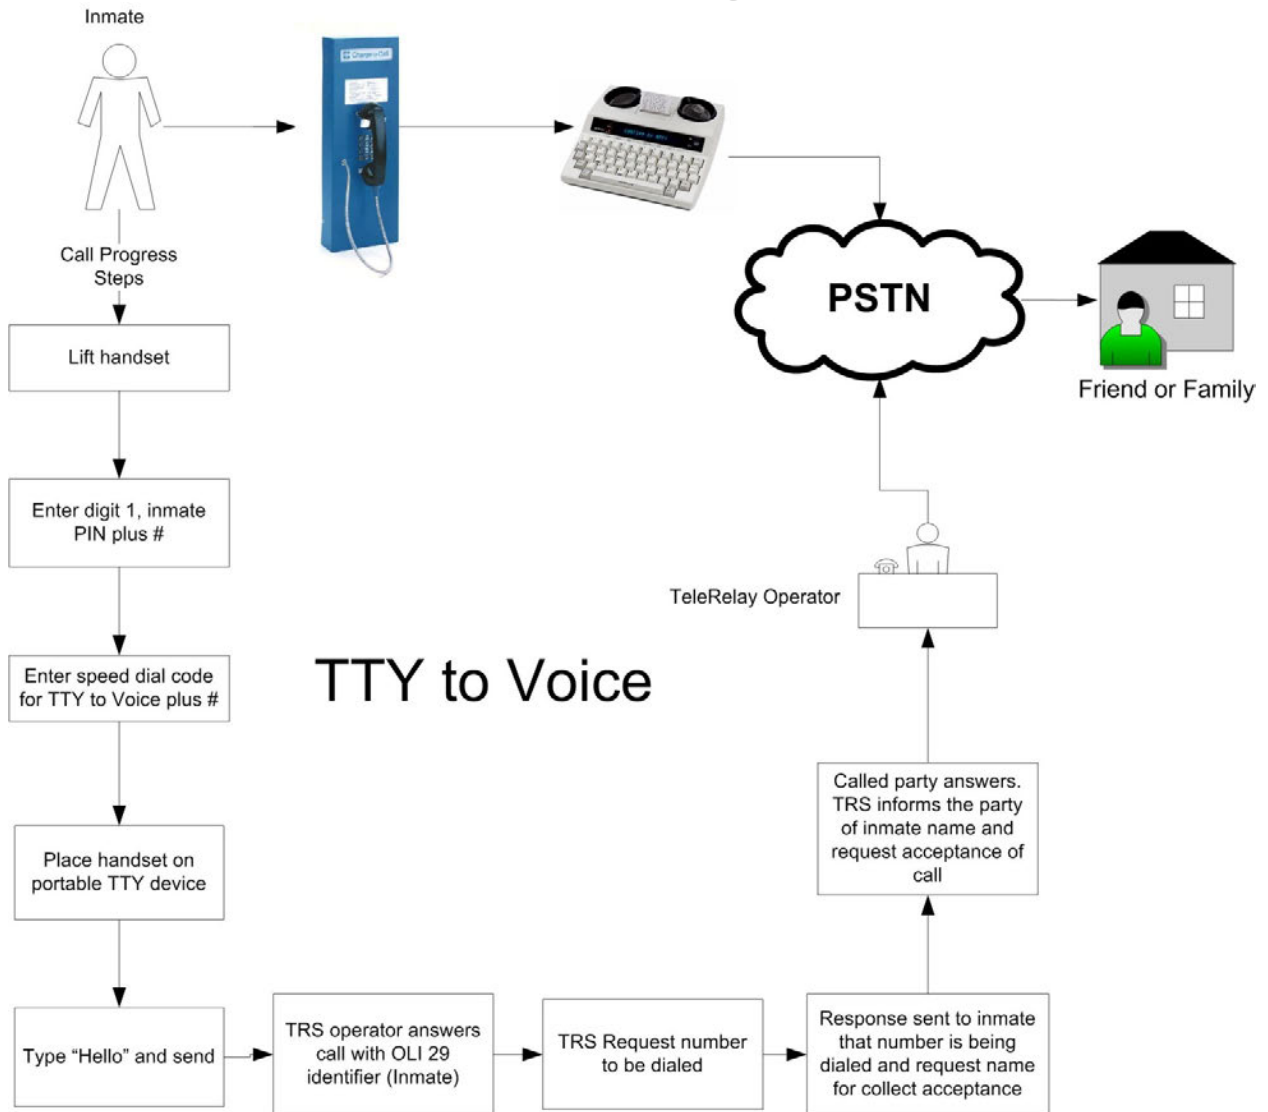 Inmate
Call Progress
Steps
Lift handset
Enter digit 1, inmate
PIN plus #
Enter speed dial code
for TTY to Voice plus #
Place handset on
portable TTY device
Type “Hello” and send
TRS operator answers
call with OLI 29
identifier (Inmate)
TRS Request number
to be dialed
Response sent to inmate
that number is being
dialed and request name
for collect acceptance
Called party answers.
TRS informs the party
of inmate name and
request acceptance of
call
TeleRelay Operator
PSTN
Friend or Family
TTY to Voice